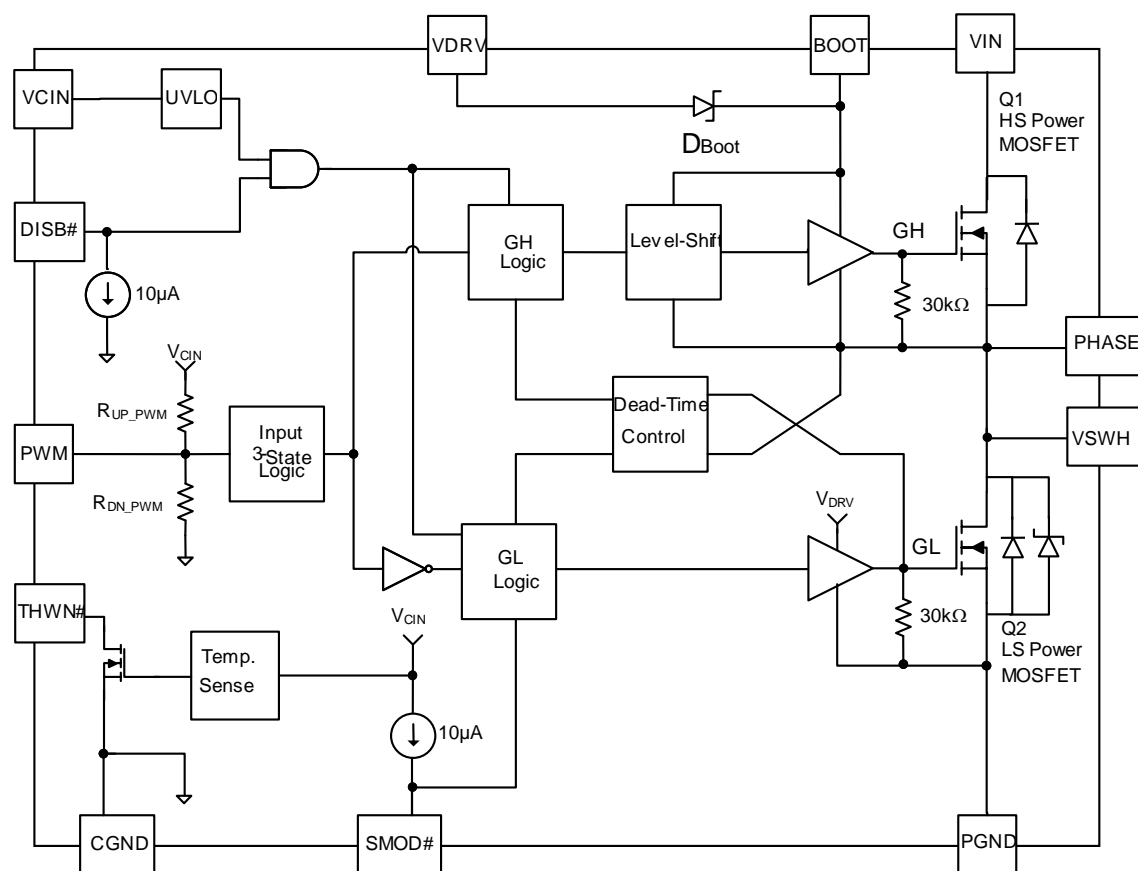 VDRV
BOOT
VIN
VCIN
UVLO
Q1
HS Power
MOSFET
DBoot
DISB#
GH
Logic
Level-Shift
GH
10µA
30kΩ
VCIN
PHASE
RUP_PWM
Dead-Time
Control
Input
3-State
Logic
PWM
VSWH
RDN_PWM
VDRV
GL
Logic
GL
THWN#
VCIN
30kΩ
Q2
LS Power
MOSFET
Temp.
Sense
10µA
CGND
SMOD#
PGND